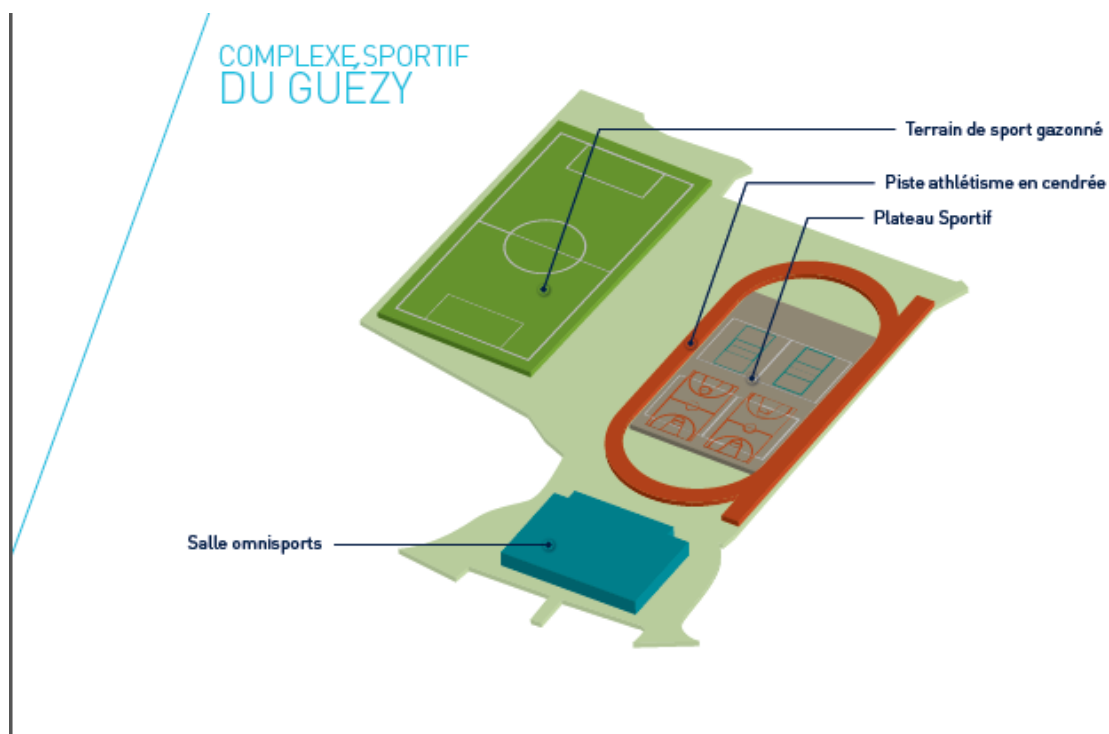 COMPLEXE SPORTIF
DU GUÉZY
Terrain de sport gazonné
Piste athlétisme en cendrée
Plateau Sportif
Salle omnisports